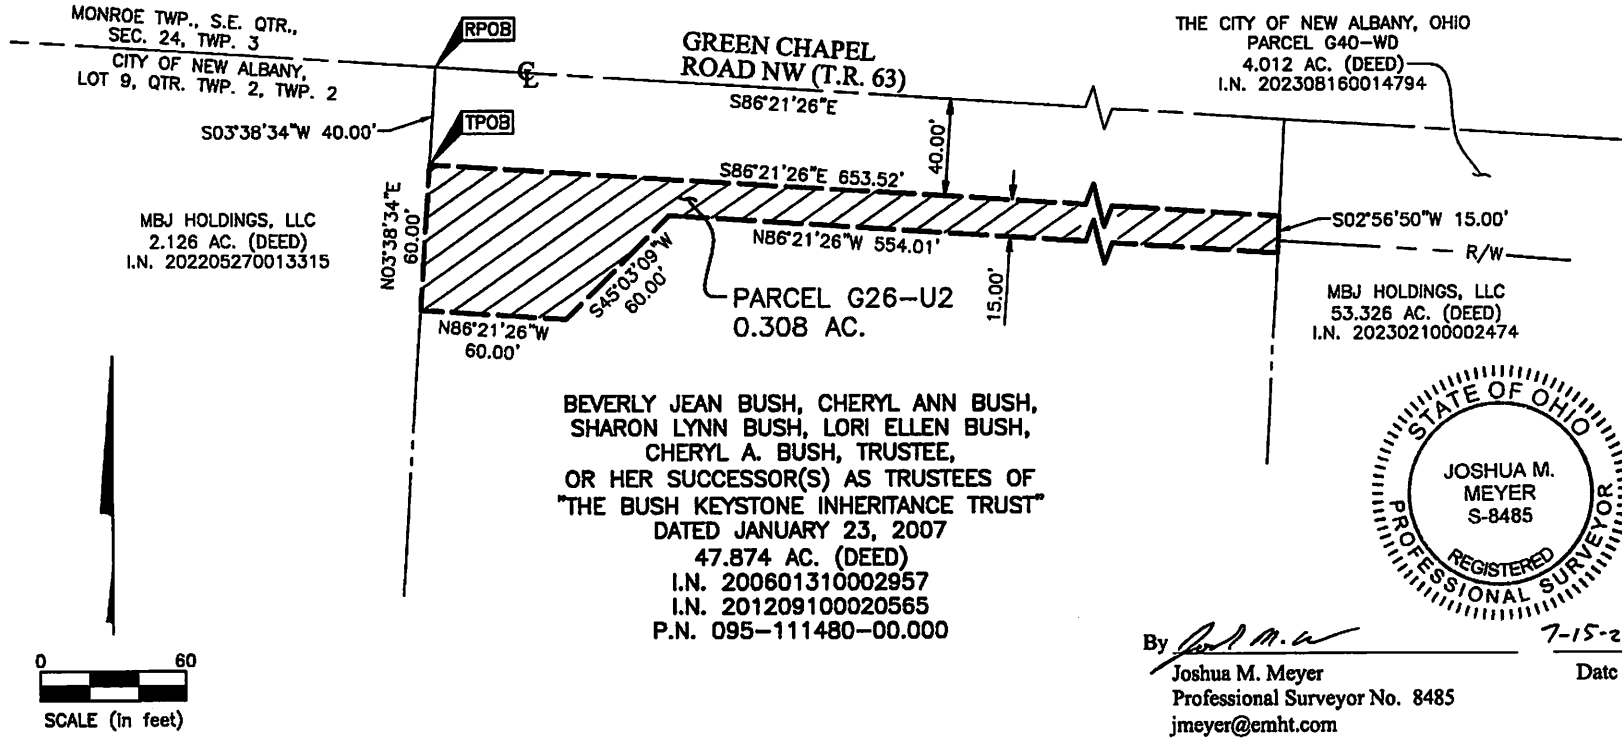 MONROE TWP., S.E. QTR.,
SEC. 24, TWP. 3
CITY OF NEW ALBANY,
LOT 9, QTR. TWP. 2, TWP. 2
RPOB
CL
GREEN CHAPEL
ROAD NW (T.R. 63)
S86°21'26"E
THE CITY OF NEW ALBANY, OHIO
PARCEL G40-WD
4.012 AC. (DEED)
I.N. 202308160014794
S03°38'34"W 40.00'
TPOB
40.00'
S86°21'26"E 653.52'
MBJ HOLDINGS, LLC
2.126 AC. (DEED)
I.N. 202205270013315
N03°38'34"E
60.00'
N86°21'26"W 554.01'
S02°56'50"W 15.00'
R/W
S45°03'09"W
60.00'
PARCEL G26-U2
0.308 AC.
15.00'
N86°21'26"W
60.00'
MBJ HOLDINGS, LLC
53.326 AC. (DEED)
I.N. 202302100002474
BEVERLY JEAN BUSH, CHERYL ANN BUSH,
SHARON LYNN BUSH, LORI ELLEN BUSH,
CHERYL A. BUSH, TRUSTEE,
OR HER SUCCESSOR(S) AS TRUSTEES OF
"THE BUSH KEYSTONE INHERITANCE TRUST"
DATED JANUARY 23, 2007
47.874 AC. (DEED)
I.N. 200601310002957
I.N. 201209100020565
P.N. 095-111480-00.000
STATE OF OHIO
JOSHUA M.
MEYER
S-8485
REGISTERED
PROFESSIONAL SURVEYOR
0 60
SCALE (in feet)
By
7-15-2
Joshua M. Meyer
Date
Professional Surveyor No. 8485
jmeyer@emht.com